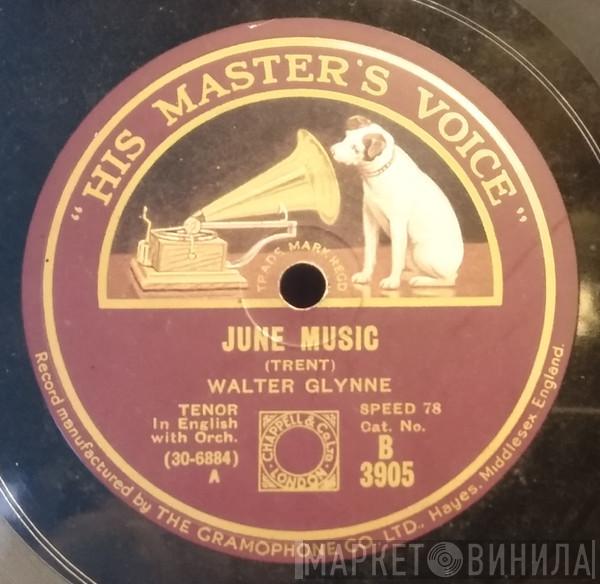 "HIS MASTER'S VOICE"
TRADE MARK REGD
JUNE MUSIC
(TRENT)
WALTER GLYNNE
TENOR
In English
with Orch.
(30-6884)
A
CHAPPELL & CO LTD
LONDON
SPEED 78
Cat. No.
B
3905
Record manufactured by THE GRAMOPHONE CO. LTD., Hayes, Middlesex England.
МАРКЕТ ВИНИЛА